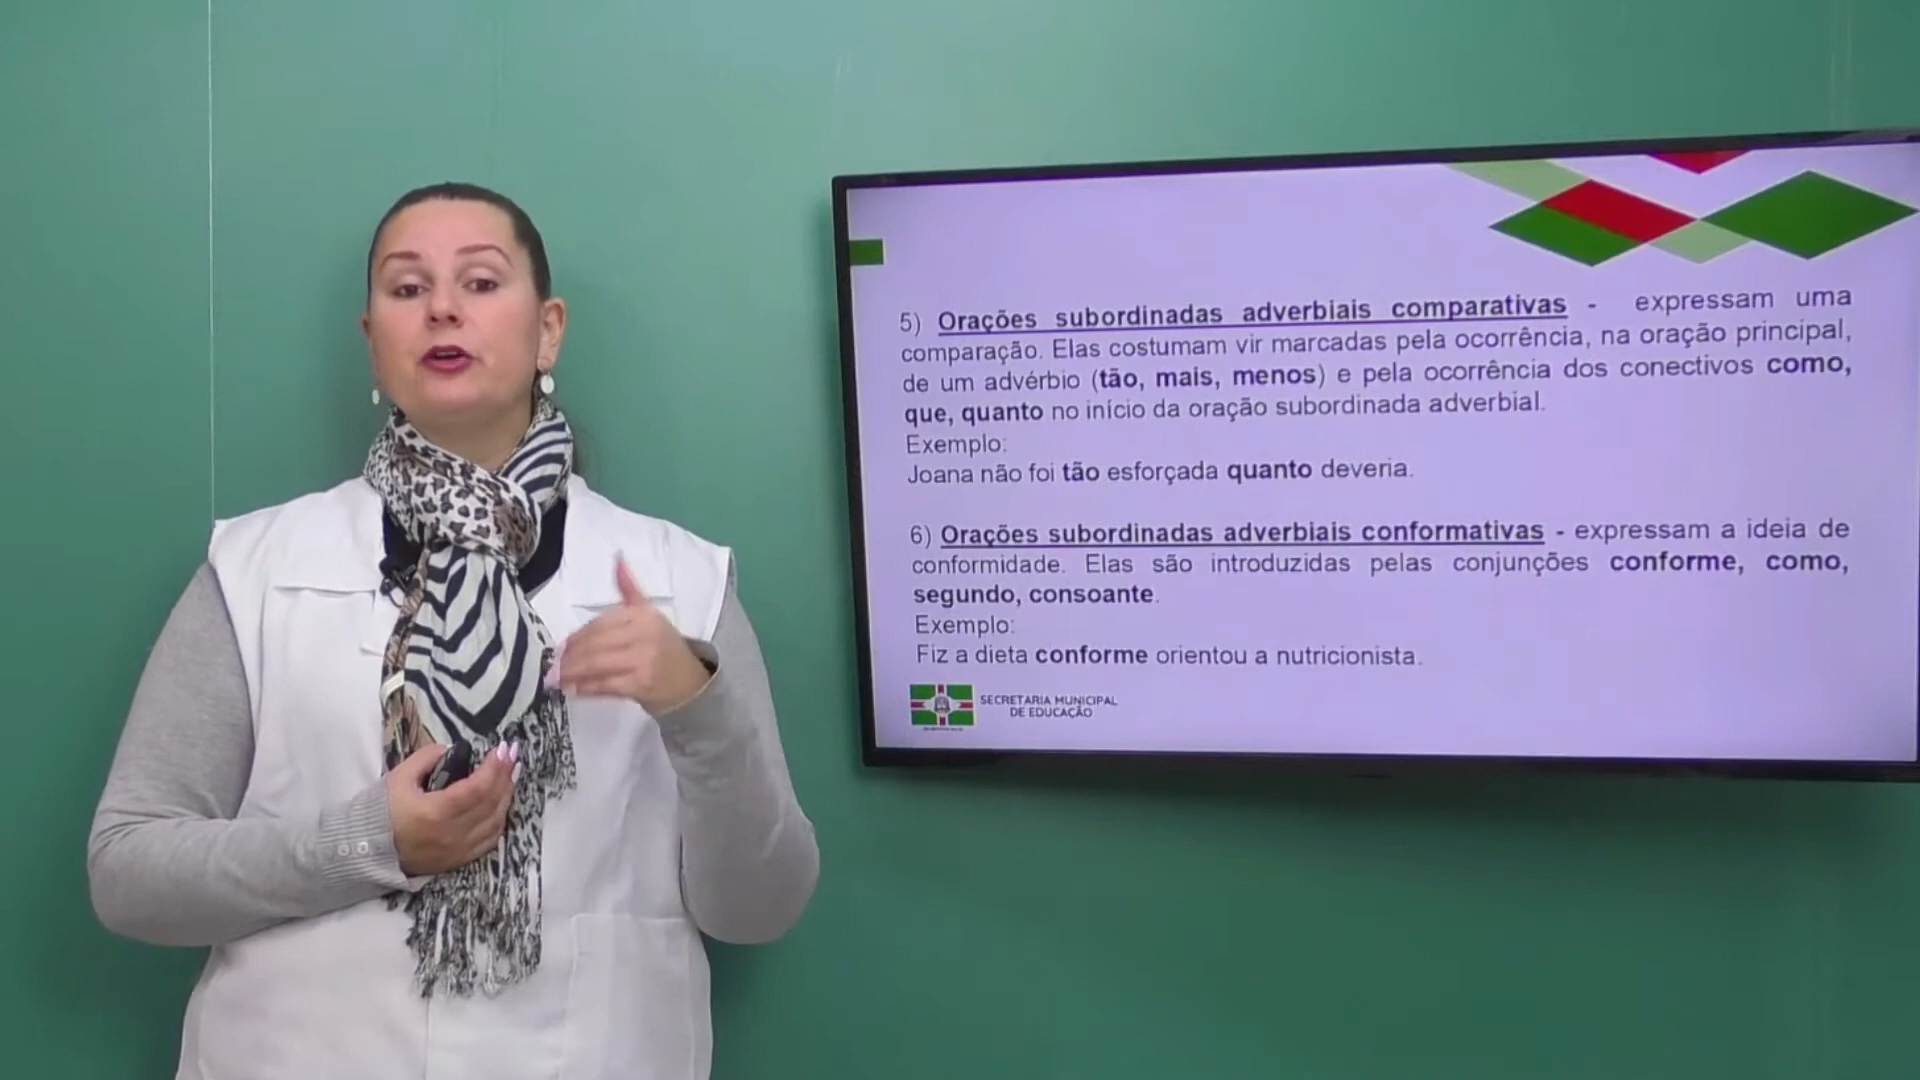 5) Orações subordinadas adverbiais comparativas - expressam uma
comparação. Elas costumam vir marcadas pela ocorrência, na oração principal,
de um advérbio (tão, mais, menos) e pela ocorrência dos conectivos como,
que, quanto no início da oração subordinada adverbial.
Exemplo:
Joana não foi tão esforçada quanto deveria.
6) Orações subordinadas adverbiais conformativas - expressam a ideia de
conformidade. Elas são introduzidas pelas conjunções conforme, como,
segundo, consoante.
Exemplo:
Fiz a dieta conforme orientou a nutricionista.
SECRETARIA MUNICIPAL
DE EDUCAÇÃO